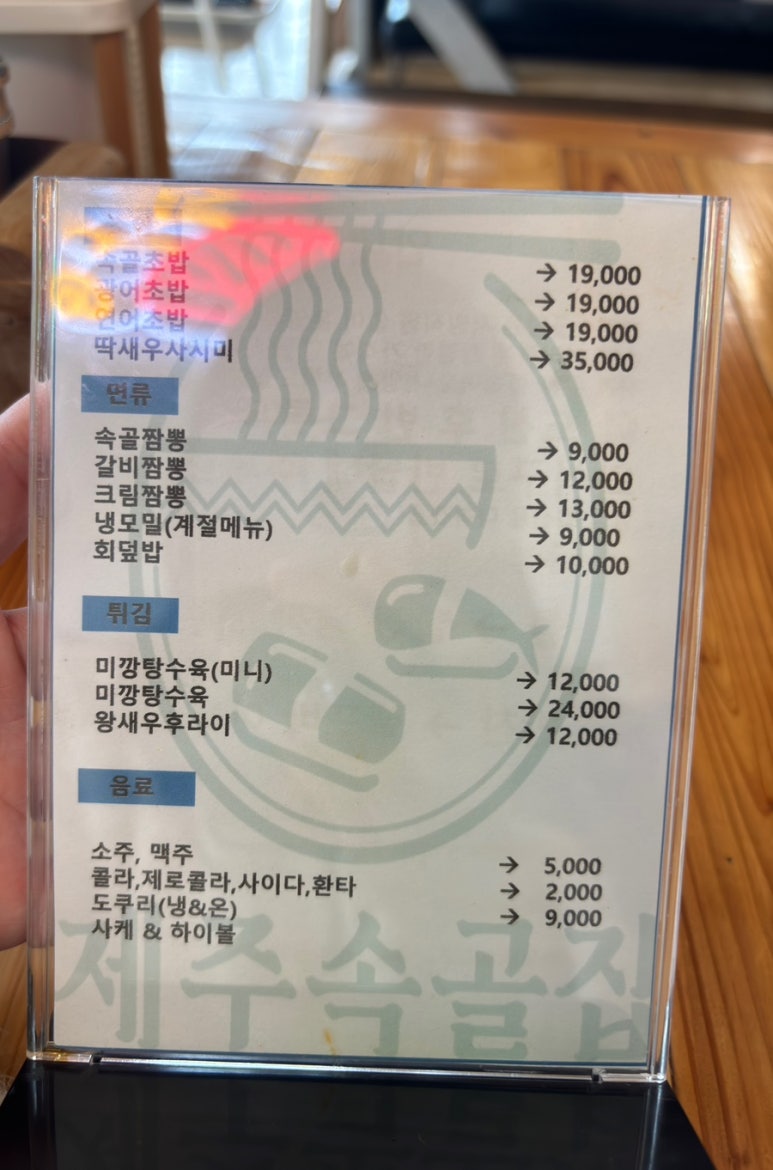 속골초밥 → 19,000
광어초밥 → 19,000
연어초밥 → 19,000
딱새우사시미 → 35,000
면류
속골짬뽕 → 9,000
갈비짬뽕 → 12,000
크림짬뽕 → 13,000
냉모밀(계절메뉴) → 9,000
회덮밥 → 10,000
튀김
미깡탕수육(미니) → 12,000
미깡탕수육 → 24,000
왕새우후라이 → 12,000
음료
소주, 맥주 → 5,000
콜라,제로콜라,사이다,환타 → 2,000
도쿠리(냉&온) → 9,000
사케 & 하이볼
제주속골집